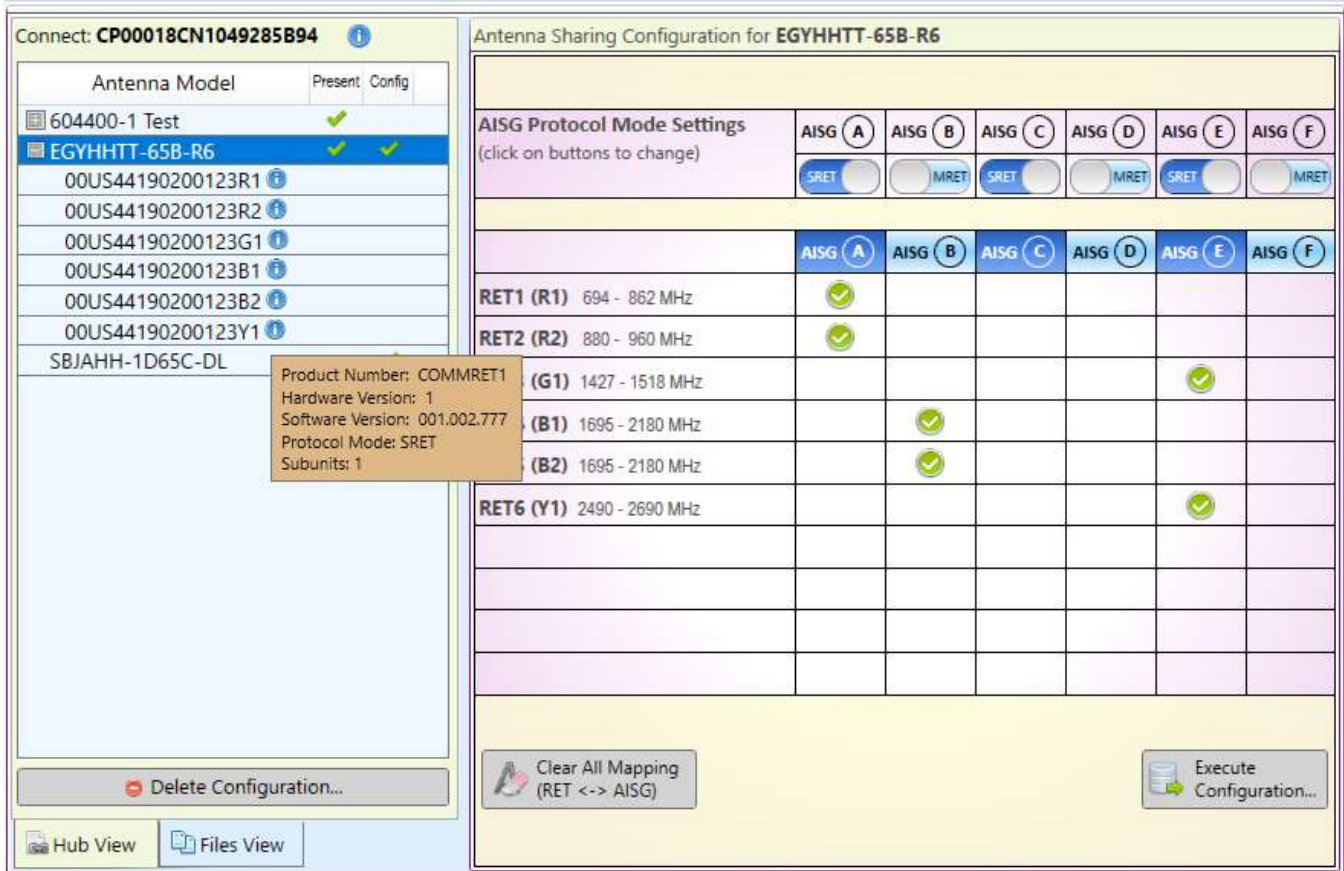 Connect: CP00018CN1049285B94
Antenna Model Present Config
604400-1 Test
EGYHHTT-65B-R6
00US44190200123R1
00US44190200123R2
00US44190200123G1
00US44190200123B1
00US44190200123B2
00US44190200123Y1
SBJAHH-1D65C-DL
Product Number: COMMRET1
Hardware Version: 1
Software Version: 001.002.777
Protocol Mode: SRET
Subunits: 1
Delete Configuration...
Hub View Files View
Antenna Sharing Configuration for EGYHHTT-65B-R6
AISG Protocol Mode Settings
(click on buttons to change)
AISG A AISG B AISG C AISG D AISG E AISG F
SRET MRET SRET MRET SRET MRET
AISG A AISG B AISG C AISG D AISG E AISG F
RET1 (R1) 694 - 862 MHz
RET2 (R2) 880 - 960 MHz
(G1) 1427 - 1518 MHz
(B1) 1695 - 2180 MHz
(B2) 1695 - 2180 MHz
RET6 (Y1) 2490 - 2690 MHz
Clear All Mapping
(RET <-> AISG)
Execute
Configuration...